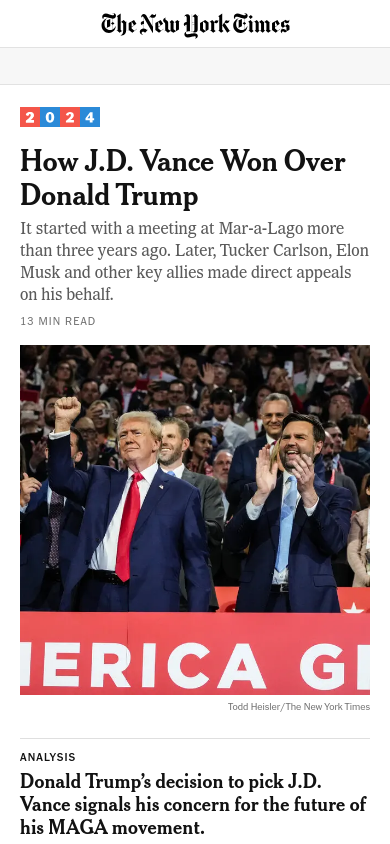 The New York Times
2024
How J.D. Vance Won Over
Donald Trump
It started with a meeting at Mar-a-Lago more
than three years ago. Later, Tucker Carlson, Elon
Musk and other key allies made direct appeals
on his behalf.
13 MIN READ
ERICA G
Todd Heisler/The New York Times
ANALYSIS
Donald Trump’s decision to pick J.D.
Vance signals his concern for the future of
his MAGA movement.